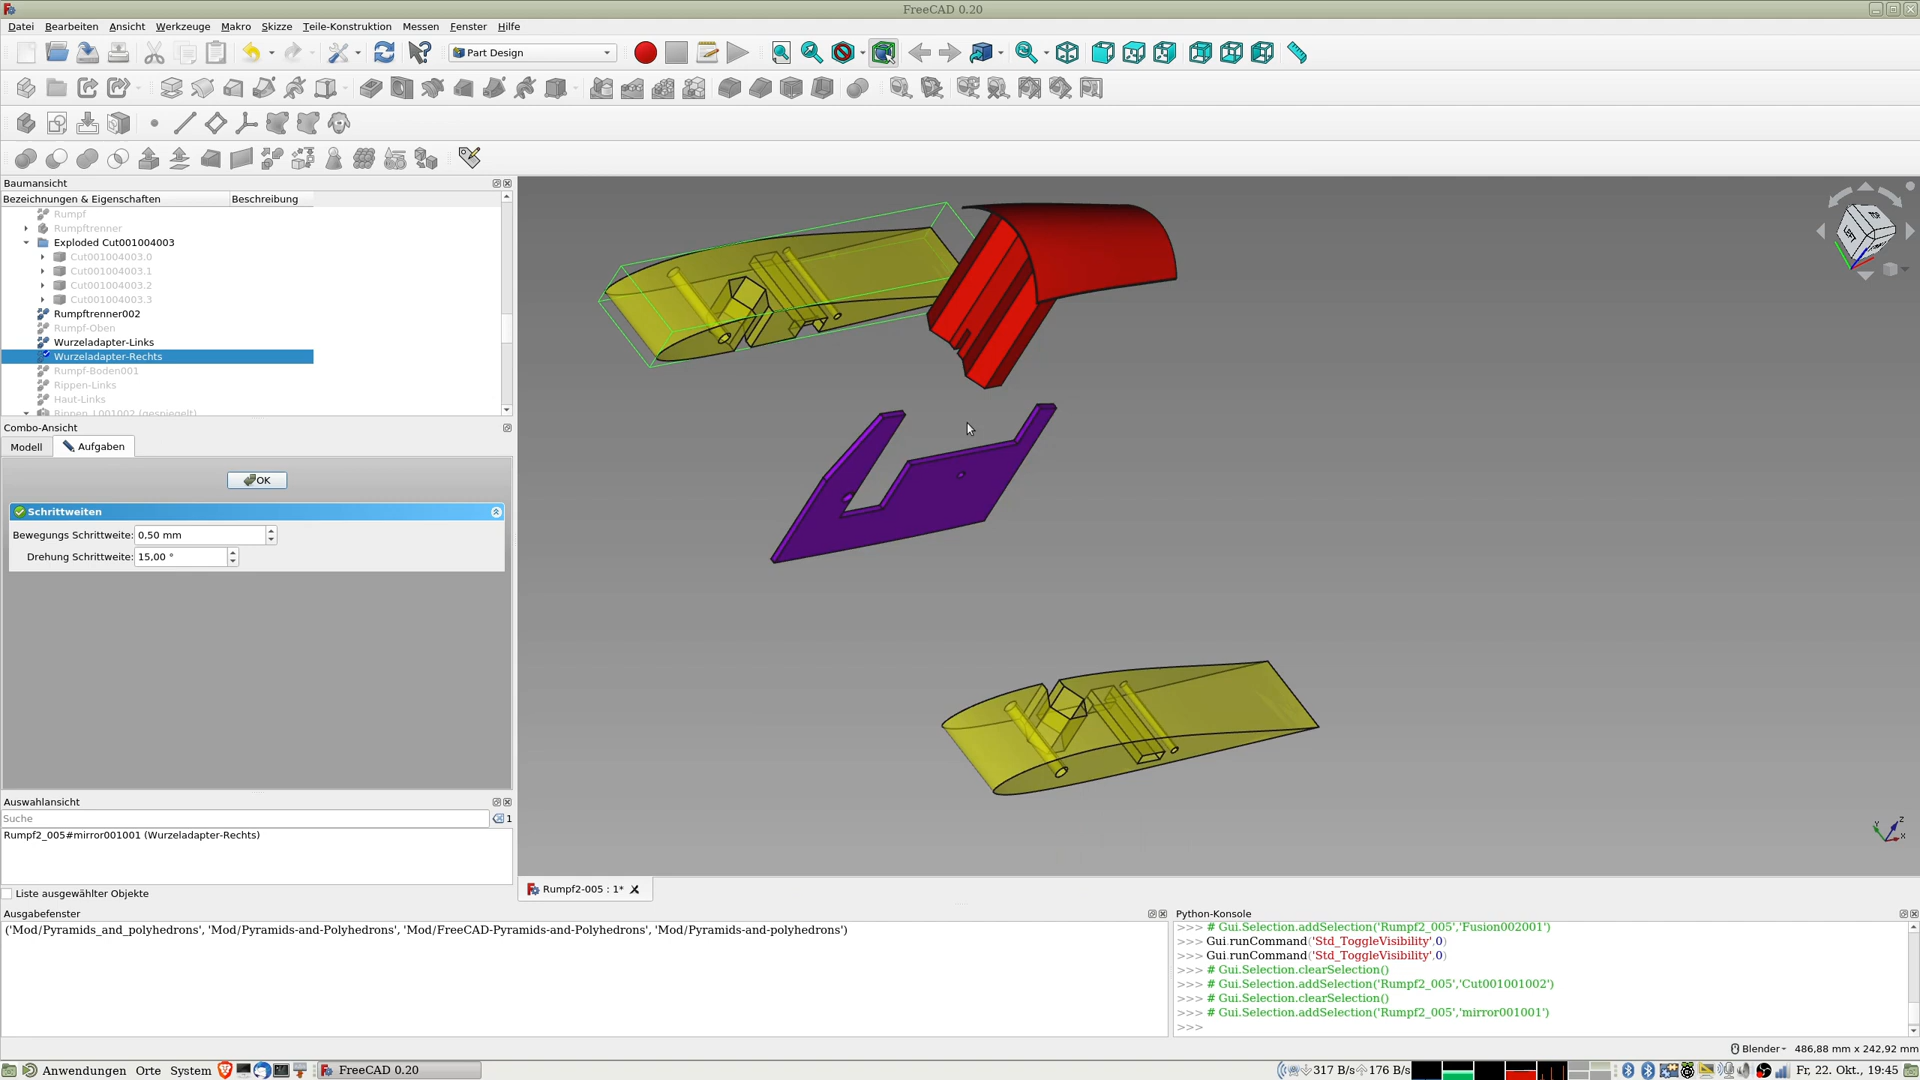 FreeCAD 0.20
Datei Bearbeiten Ansicht Werkzeuge Makro Skizze Teile-Konstruktion Messen Fenster Hilfe
Part Design
Baumansicht
Bezeichnungen & Eigenschaften Beschreibung
Rumpf
Rumpftrenner
Exploded Cut001004003
Cut001004003.0
Cut001004003.1
Cut001004003.2
Cut001004003.3
Rumpftrenner002
Rumpf-Oben
Wurzeladapter-Links
Wurzeladapter-Rechts
Rumpf-Boden001
Rippen-Links
Haut-Links
Rippen_L001002 (gespiegelt)
Combo-Ansicht
Modell Aufgaben
OK
Schrittweiten
Bewegungs Schrittweite: 0,50 mm
Drehung Schrittweite: 15,00 °
Auswahlansicht
Suche 1
Rumpf2_005#mirror001001 (Wurzeladapter-Rechts)
Liste ausgewählter Objekte
TOP
LEFT
Y Z X
Rumpf2-005 : 1*
Ausgabefenster
('Mod/Pyramids_and_polyhedrons', 'Mod/Pyramids-and-Polyhedrons', 'Mod/FreeCAD-Pyramids-and-Polyhedrons', 'Mod/Pyramids-and-polyhedrons')
Python-Konsole
>>> # Gui.Selection.addSelection('Rumpf2_005','Fusion002001')
>>> Gui.runCommand('Std_ToggleVisibility',0)
>>> Gui.runCommand('Std_ToggleVisibility',0)
>>> # Gui.Selection.clearSelection()
>>> # Gui.Selection.addSelection('Rumpf2_005','Cut001001002')
>>> # Gui.Selection.clearSelection()
>>> # Gui.Selection.addSelection('Rumpf2_005','mirror001001')
>>>
Blender 486,88 mm x 242,92 mm
Anwendungen Orte System FreeCAD 0.20 317 B/s 176 B/s Fr, 22. Okt., 19:45